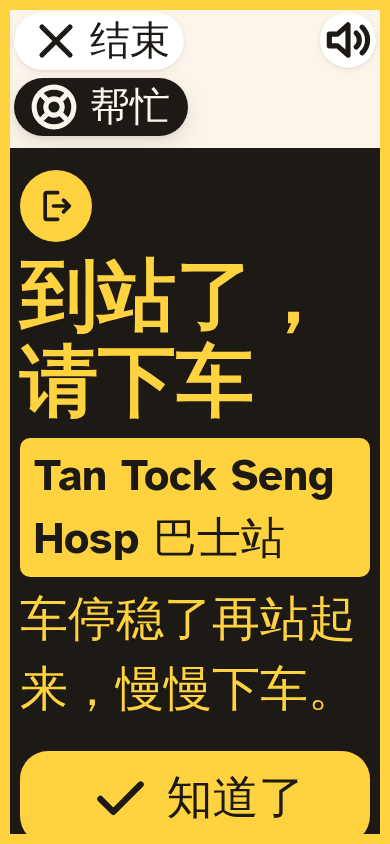 结束
帮忙
到站了，
请下车
Tan Tock Seng
Hosp 巴士站
车停稳了再站起
来，慢慢下车。
知道了